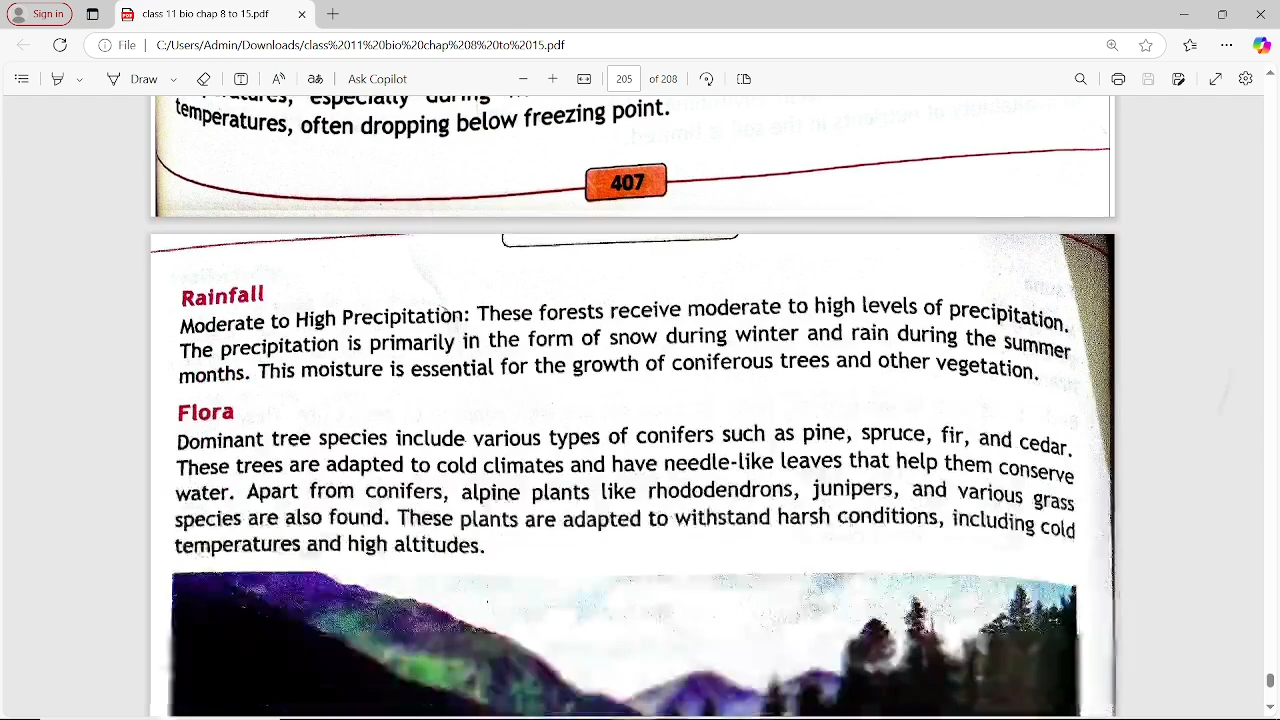 Sign in
class 11 bio chap 8 to 15.pdf
File
C:/Users/Admin/Downloads/class%2011%20bio%20chap%208%20to%2015.pdf
Draw
Ask Copilot
205 of 208
especially during
temperatures, often dropping below freezing point.
407
Rainfall
Moderate to High Precipitation: These forests receive moderate to high levels of precipitation.
The precipitation is primarily in the form of snow during winter and rain during the summer
months. This moisture is essential for the growth of coniferous trees and other vegetation.
Flora
Dominant tree species include various types of conifers such as pine, spruce, fir, and cedar.
These trees are adapted to cold climates and have needle-like leaves that help them conserve
water. Apart from conifers, alpine plants like rhododendrons, junipers, and various grass
species are also found. These plants are adapted to withstand harsh conditions, including cold
temperatures and high altitudes.